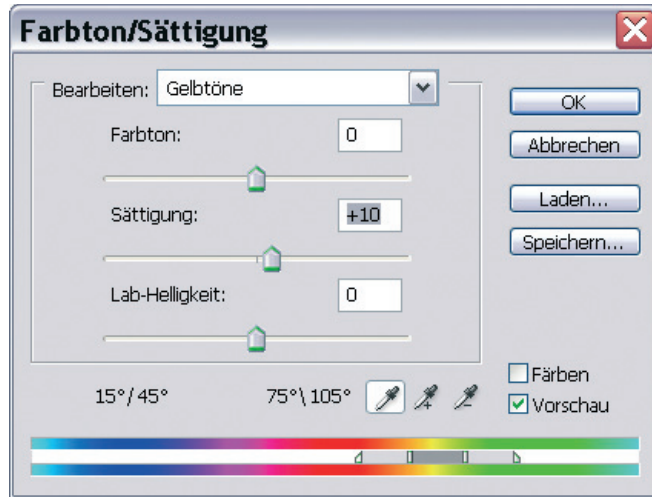 Farbton/Sättigung
Bearbeiten: Gelbtöne
OK
Farbton: 0
Abbrechen
Sättigung: +10
Laden...
Speichern...
Lab-Helligkeit: 0
Färben
15°/45° 75°\105°
Vorschau